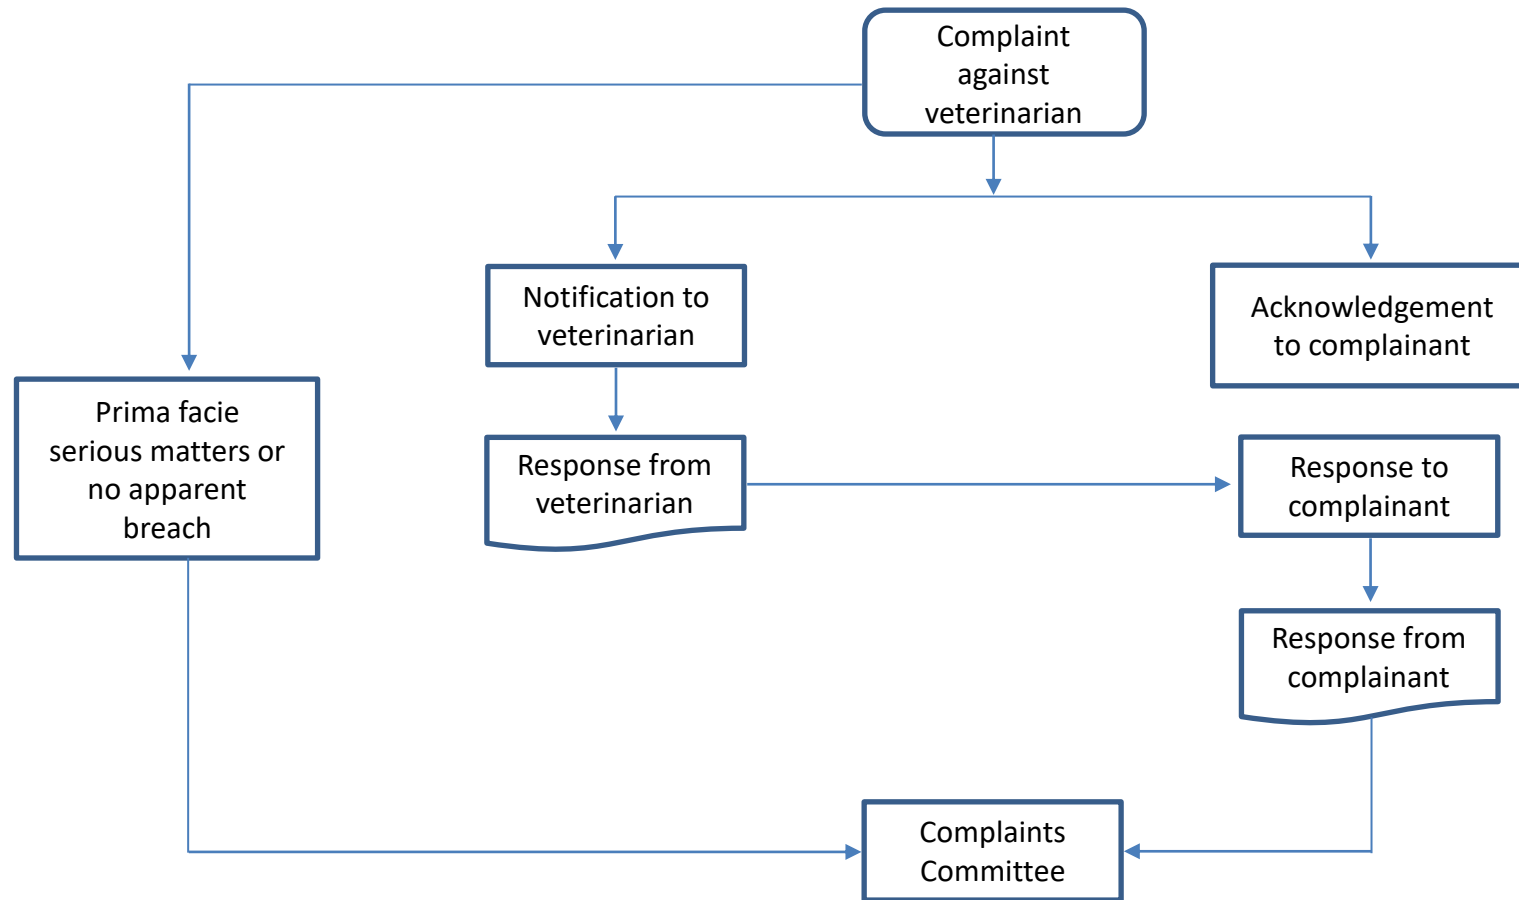 Complaint
against
veterinarian
Notification to
veterinarian
Acknowledgement
to complainant
Prima facie
serious matters or
no apparent
breach
Response from
veterinarian
Response to
complainant
Response from
complainant
Complaints
Committee